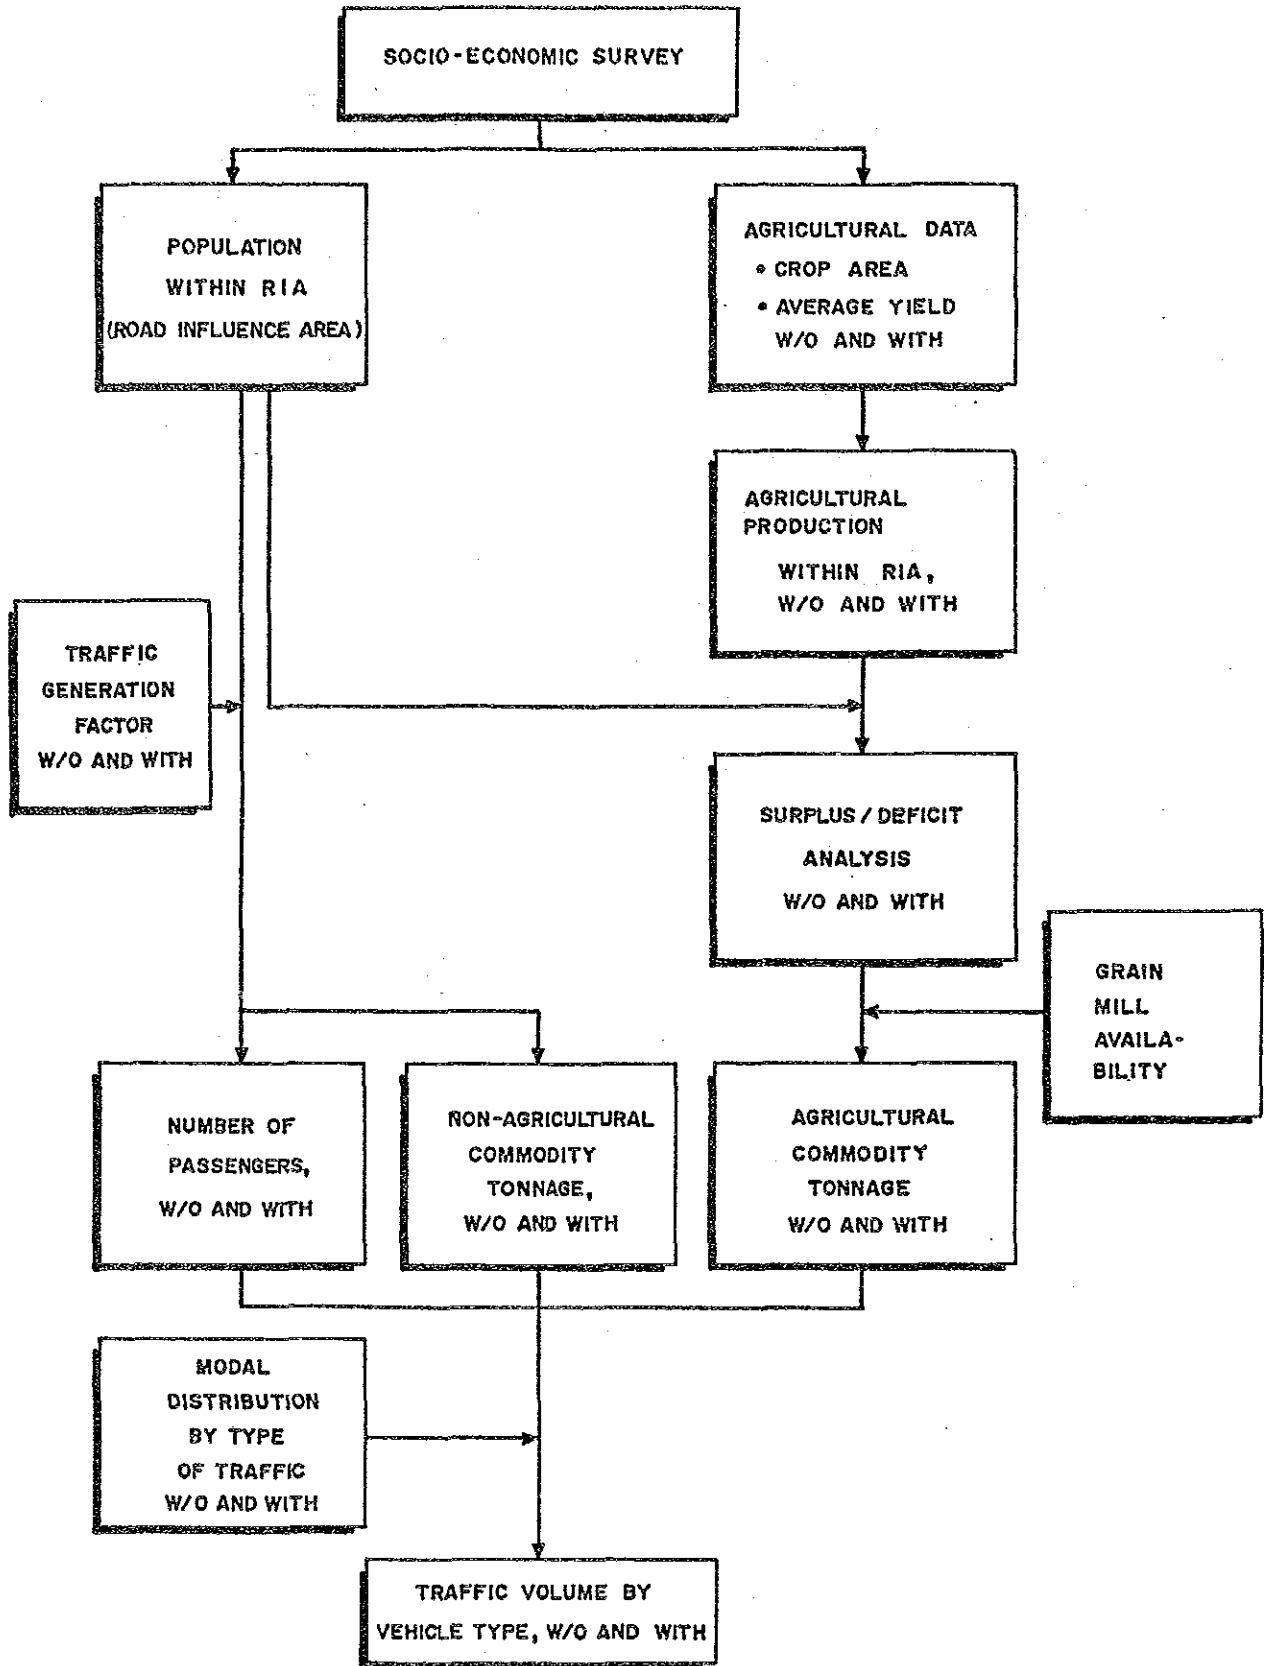 SOCIO-ECONOMIC SURVEY
POPULATION
WITHIN RIA
(ROAD INFLUENCE AREA)
AGRICULTURAL DATA
• CROP AREA
• AVERAGE YIELD
W/O AND WITH
AGRICULTURAL
PRODUCTION
WITHIN RIA,
W/O AND WITH
TRAFFIC
GENERATION
FACTOR
W/O AND WITH
SURPLUS/DEFICIT
ANALYSIS
W/O AND WITH
GRAIN
MILL
AVAILA-
BILITY
NUMBER OF
PASSENGERS,
W/O AND WITH
NON-AGRICULTURAL
COMMODITY
TONNAGE,
W/O AND WITH
AGRICULTURAL
COMMODITY
TONNAGE
W/O AND WITH
MODAL
DISTRIBUTION
BY TYPE
OF TRAFFIC
W/O AND WITH
TRAFFIC VOLUME BY
VEHICLE TYPE, W/O AND WITH